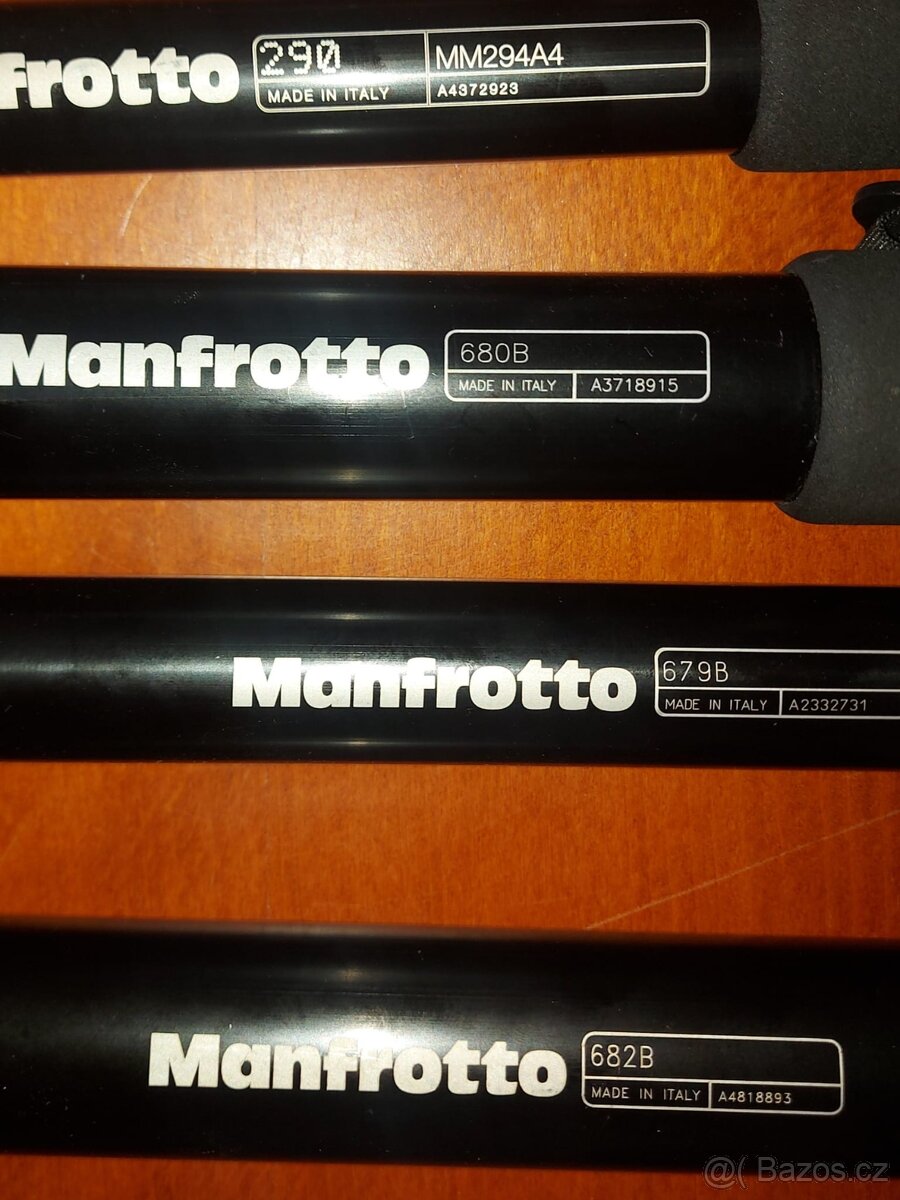 frotto 290 MM294A4
MADE IN ITALY A4372923
Manfrotto 680B
MADE IN ITALY A3718915
Manfrotto 679B
MADE IN ITALY A2332731
Manfrotto 682B
MADE IN ITALY A4818893
@( Bazos.cz